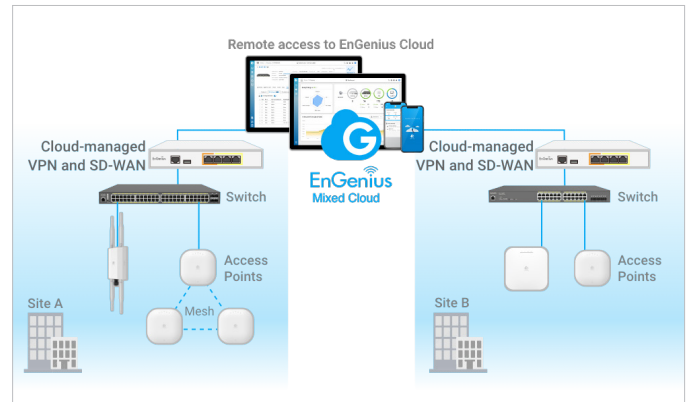 Remote access to EnGenius Cloud
Cloud-managed
VPN and SD-WAN
Cloud-managed
VPN and SD-WAN
EnGenius
Mixed Cloud
Switch
Switch
Access
Points
Access
Points
Mesh
Site A
Site B